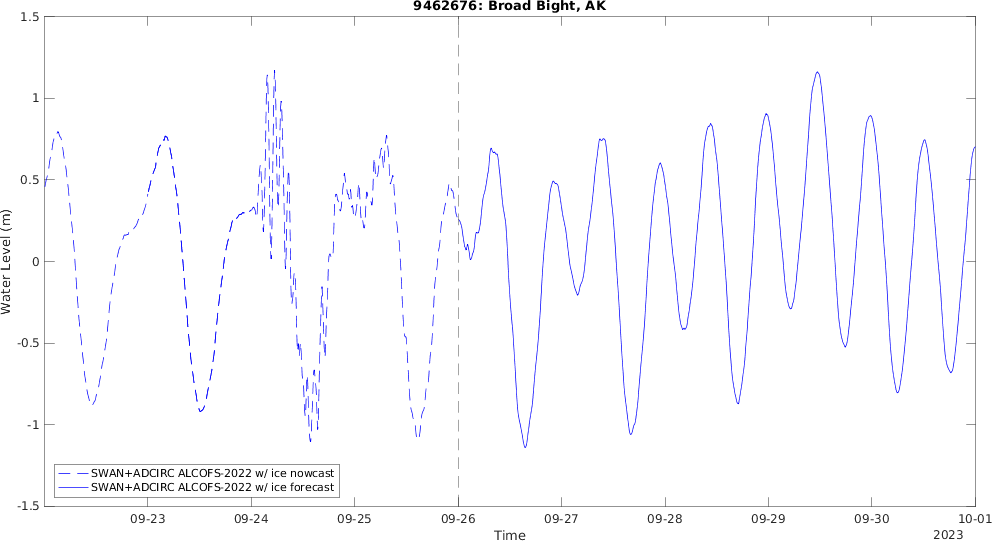 9462676: Broad Bight, AK
1.5
1
0.5
0
-0.5
-1
-1.5
Water Level (m)
SWAN+ADCIRC ALCOFS-2022 w/ ice nowcast
SWAN+ADCIRC ALCOFS-2022 w/ ice forecast
09-23 09-24 09-25 09-26 09-27 09-28 09-29 09-30 10-01
Time
2023